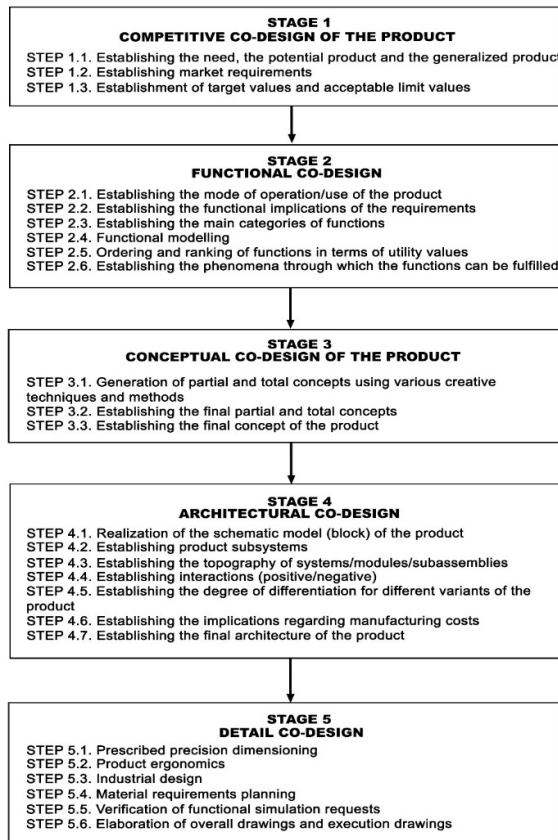 STAGE 1
COMPETITIVE CO-DESIGN OF THE PRODUCT
STEP 1.1. Establishing the need, the potential product and the generalized product
STEP 1.2. Establishing market requirements
STEP 1.3. Establishment of target values and acceptable limit values
STAGE 2
FUNCTIONAL CO-DESIGN
STEP 2.1. Establishing the mode of operation/use of the product
STEP 2.2. Establishing the functional implications of the requirements
STEP 2.3. Establishing the main categories of functions
STEP 2.4. Functional modelling
STEP 2.5. Ordering and ranking of functions in terms of utility values
STEP 2.6. Establishing the phenomena through which the functions can be fulfilled
STAGE 3
CONCEPTUAL CO-DESIGN OF THE PRODUCT
STEP 3.1. Generation of partial and total concepts using various creative
techniques and methods
STEP 3.2. Establishing the final partial and total concepts
STEP 3.3. Establishing the final concept of the product
STAGE 4
ARCHITECTURAL CO-DESIGN
STEP 4.1. Realization of the schematic model (block) of the product
STEP 4.2. Establishing product subsystems
STEP 4.3. Establishing the topography of systems/modules/subassemblies
STEP 4.4. Establishing interactions (positive/negative)
STEP 4.5. Establishing the degree of differentiation for different variants of the
product
STEP 4.6. Establishing the implications regarding manufacturing costs
STEP 4.7. Establishing the final architecture of the product
STAGE 5
DETAIL CO-DESIGN
STEP 5.1. Prescribed precision dimensioning
STEP 5.2. Product ergonomics
STEP 5.3. Industrial design
STEP 5.4. Material requirements planning
STEP 5.5. Verification of functional simulation requests
STEP 5.6. Elaboration of overall drawings and execution drawings